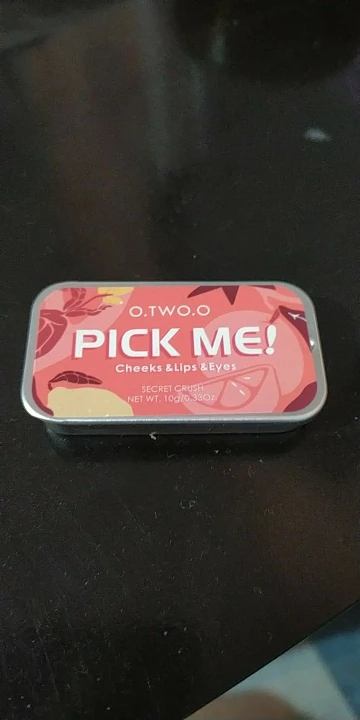 O.TWO.O
PICK ME!
Cheeks &Lips &Eyes
SECRET CRUSH
NET WT. 10g/0.33Oz.